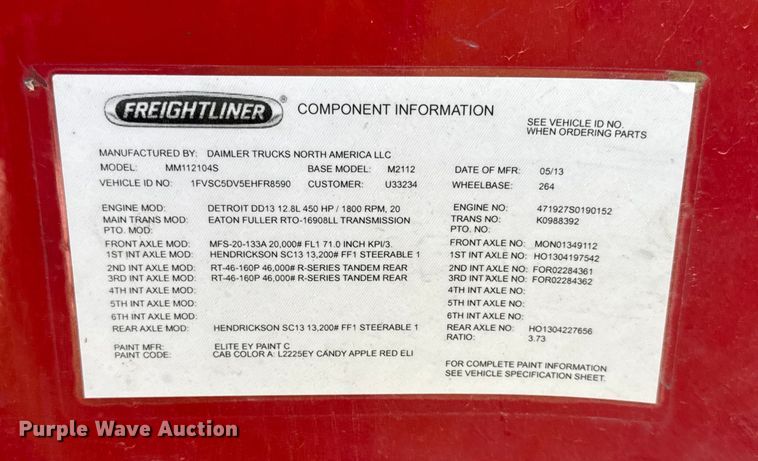 FREIGHTLINER ® COMPONENT INFORMATION
SEE VEHICLE ID NO.
WHEN ORDERING PARTS
MANUFACTURED BY: DAIMLER TRUCKS NORTH AMERICA LLC
MODEL: MM112104S BASE MODEL: M2112 DATE OF MFR: 05/13
VEHICLE ID NO: 1FVSC5DV5EHFR8590 CUSTOMER: U33234 WHEELBASE: 264
ENGINE MOD: DETROIT DD13 12.8L 450 HP / 1800 RPM, 20 ENGINE NO: 471927S0190152
MAIN TRANS MOD: EATON FULLER RTO-16908LL TRANSMISSION TRANS NO: K0988392
PTO. MOD: PTO NO:
FRONT AXLE MOD: MFS-20-133A 20,000# FL1 71.0 INCH KPI/3. FRONT AXLE NO: MON01349112
1ST INT AXLE MOD: HENDRICKSON SC13 13,200# FF1 STEERABLE 1 1ST INT AXLE NO: HO1304197542
2ND INT AXLE MOD: RT-46-160P 46,000# R-SERIES TANDEM REAR 2ND INT AXLE NO: FOR02284361
3RD INT AXLE MOD: RT-46-160P 46,000# R-SERIES TANDEM REAR 3RD INT AXLE NO: FOR02284362
4TH INT AXLE MOD: 4TH INT AXLE NO:
5TH INT AXLE MOD: 5TH INT AXLE NO:
6TH INT AXLE MOD: 6TH INT AXLE NO:
REAR AXLE MOD: HENDRICKSON SC13 13,200# FF1 STEERABLE 1 REAR AXLE NO: HO1304227656
RATIO: 3.73
PAINT MFR: ELITE EY PAINT C
PAINT CODE: CAB COLOR A: L2225EY CANDY APPLE RED ELI
FOR COMPLETE PAINT INFORMATION
SEE VEHICLE SPECIFICATION SHEET.
Purple Wave Auction